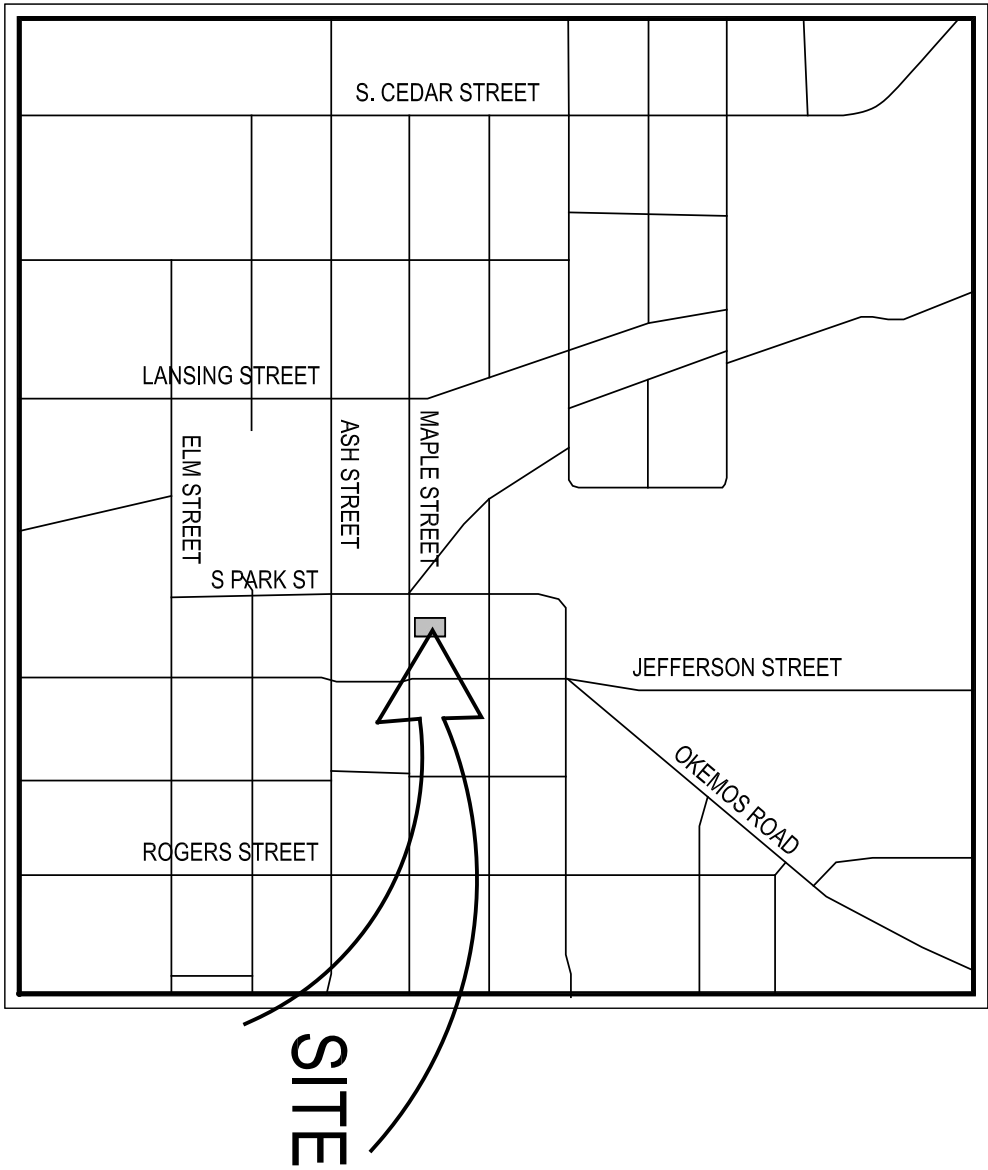 S. CEDAR STREET
LANSING STREET
MAPLE STREET
ASH STREET
ELM STREET
S PARK ST
JEFFERSON STREET
OKEMOS ROAD
ROGERS STREET
SITE